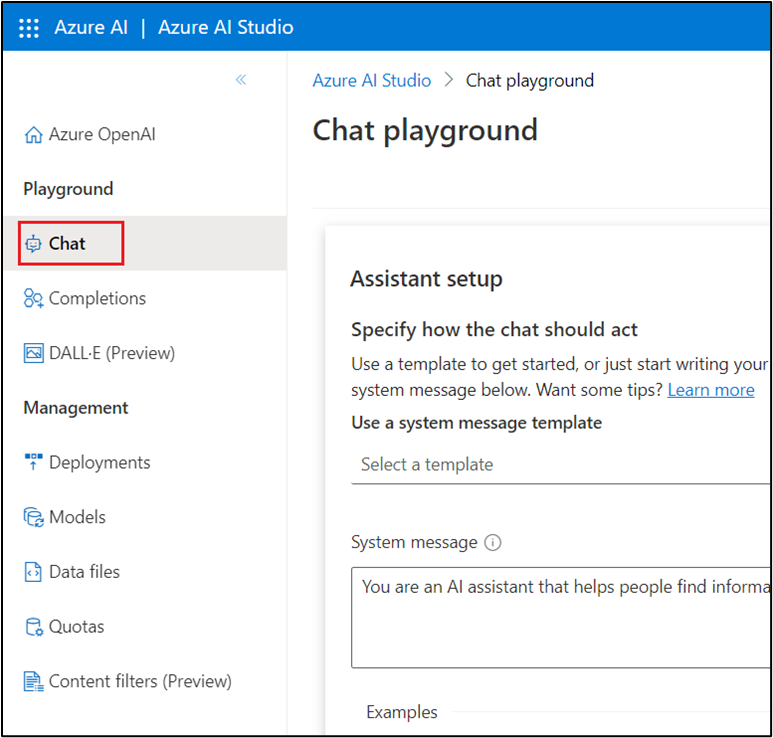 Azure AI | Azure AI Studio
Azure OpenAI
Playground
Chat
Completions
DALL·E (Preview)
Management
Deployments
Models
Data files
Quotas
Content filters (Preview)
Azure AI Studio > Chat playground
Chat playground
Assistant setup
Specify how the chat should act
Use a template to get started, or just start writing your
system message below. Want some tips? Learn more
Use a system message template
Select a template
System message
You are an AI assistant that helps people find informa
Examples